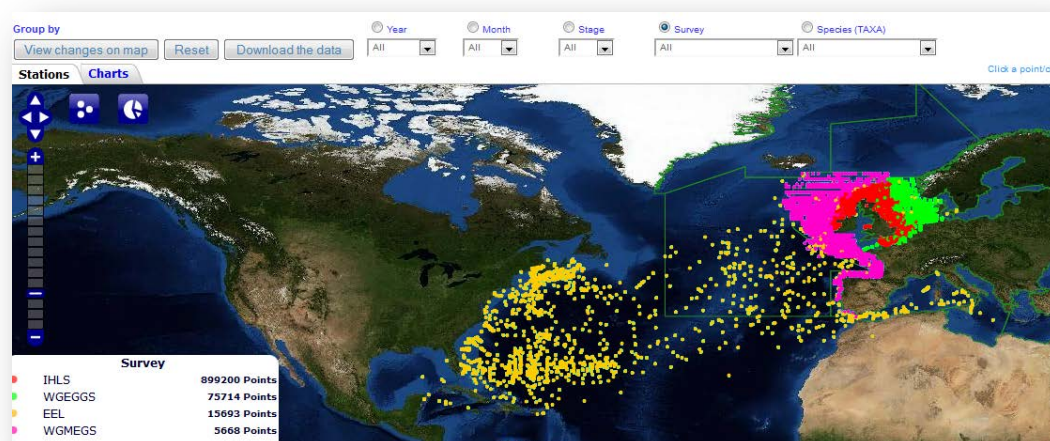 Group by
Year Month Stage Survey Species (TAXA)
View changes on map Reset Download the data All All All All All
Stations Charts
Click a point/c
Survey
IHLS 899200 Points
WGEGGS 75714 Points
EEL 15693 Points
WGMEGS 5668 Points